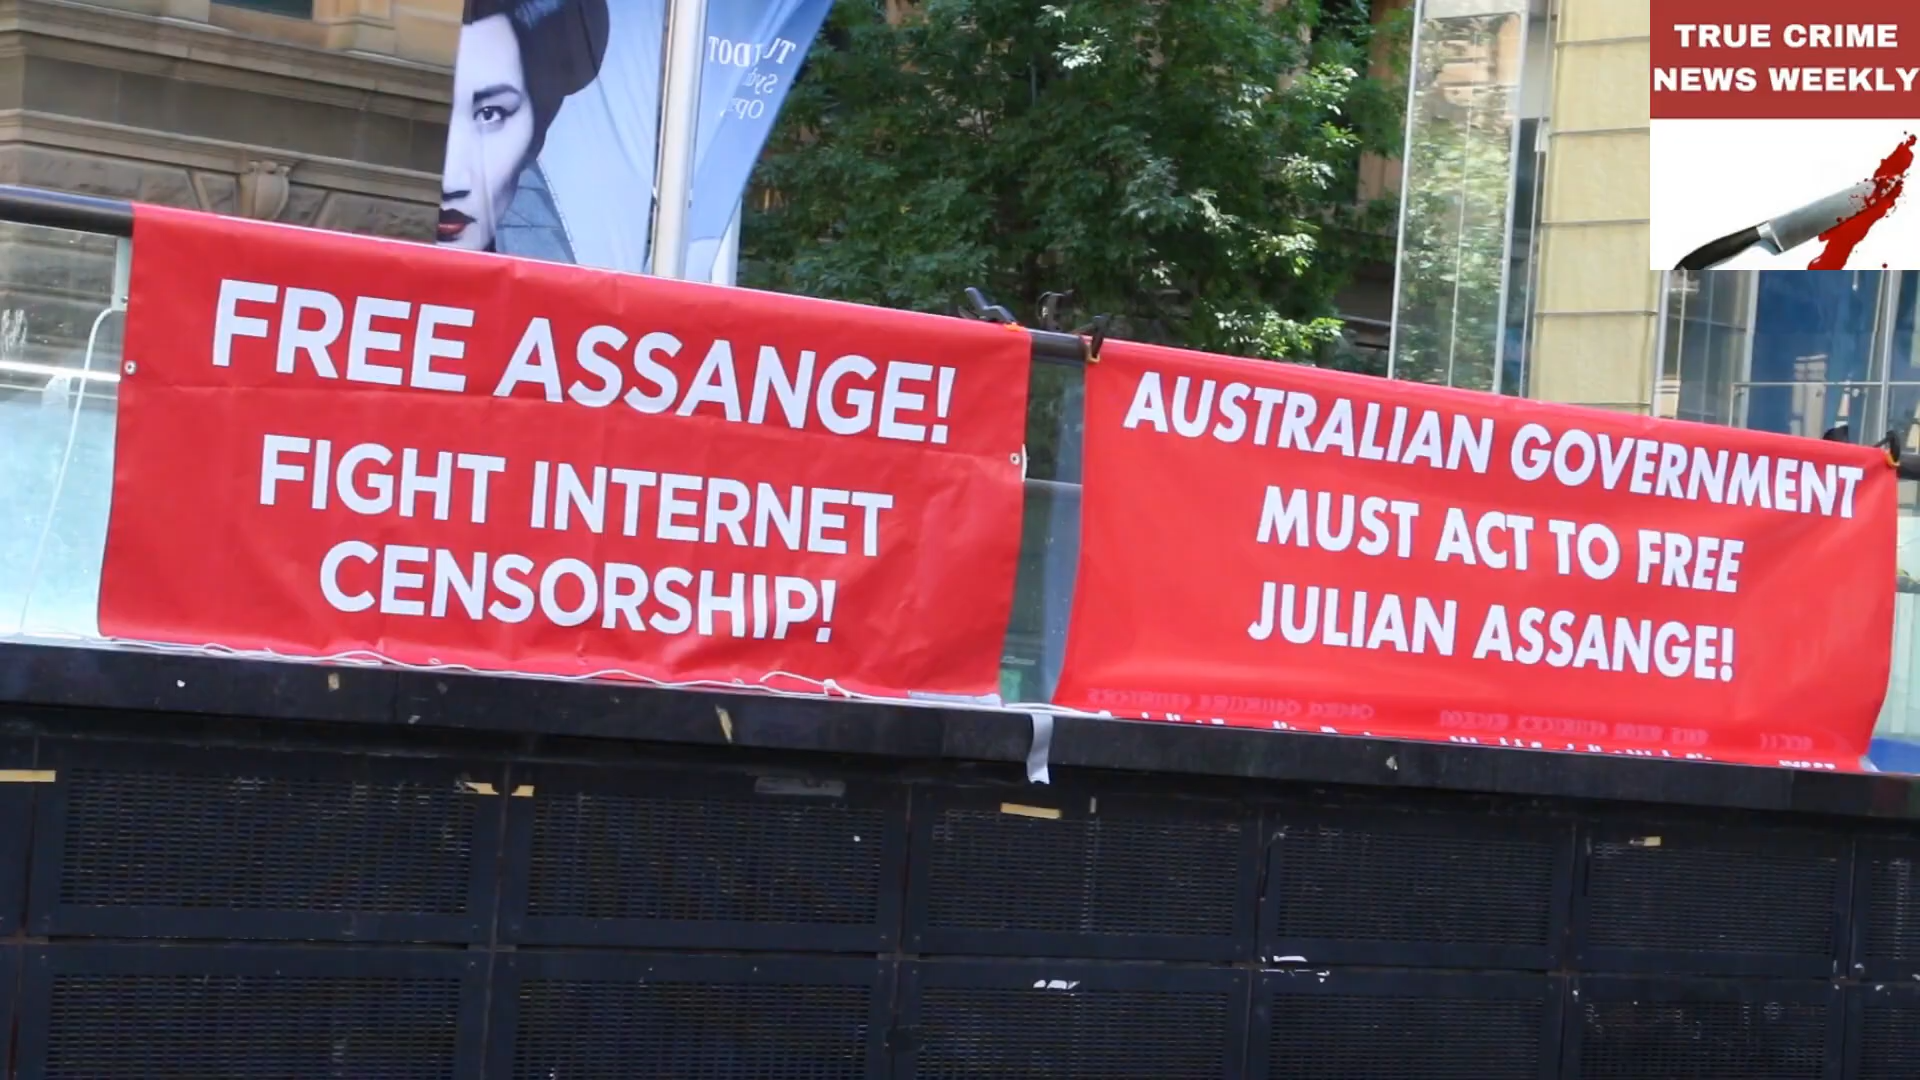 TRUE CRIME
NEWS WEEKLY
FREE ASSANGE!
FIGHT INTERNET
CENSORSHIP!
AUSTRALIAN GOVERNMENT
MUST ACT TO FREE
JULIAN ASSANGE!